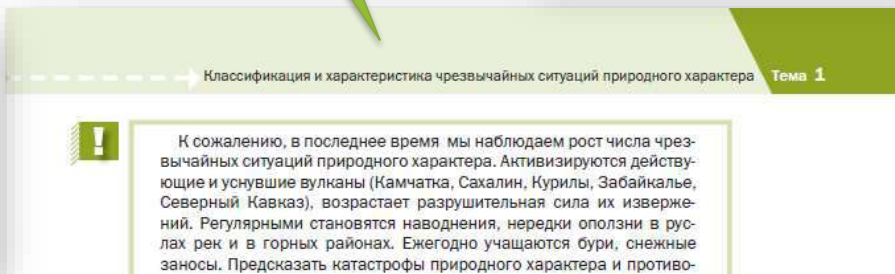 Классификация и характеристика чрезвычайных ситуаций природного характера Тема 1
!
К сожалению, в последнее время мы наблюдаем рост числа чрез-
вычайных ситуаций природного характера. Активизируются действу-
ющие и уснувшие вулканы (Камчатка, Сахалин, Курилы, Забайкалье,
Северный Кавказ), возрастает разрушительная сила их изверже-
ний. Регулярными становятся наводнения, нередки оползни в рус-
лах рек и в горных районах. Ежегодно учащаются бури, снежные
заносы. Предсказать катастрофы природного характера и противо-